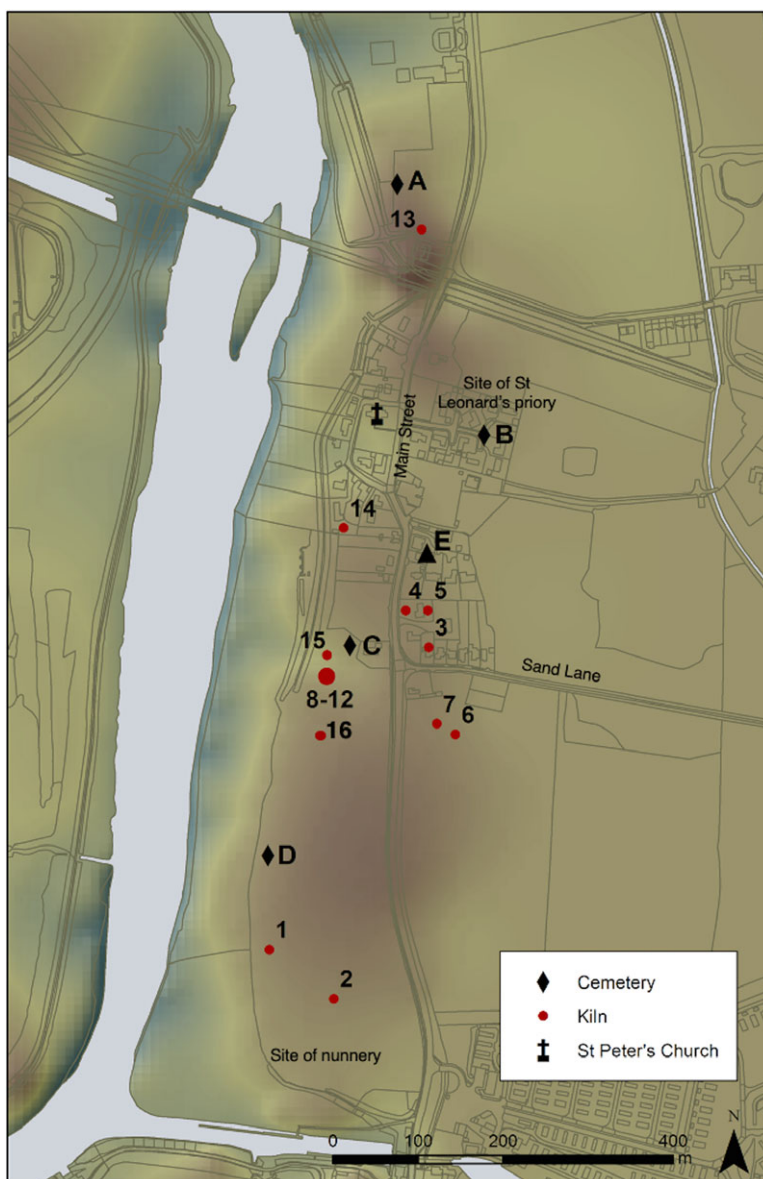 A
13
Site of St
Leonard's priory
Main Street
B
14
E
4 5
3
15
C
Sand Lane
8-12
7
6
16
D
1
2
Cemetery
Kiln
St Peter's Church
Site of nunnery
N
0 100 200 400
m